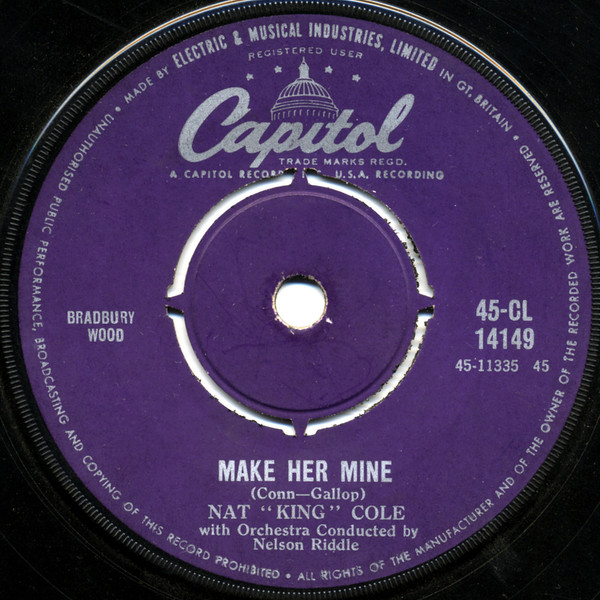 • MADE BY ELECTRIC & MUSICAL INDUSTRIES, LIMITED IN GT. BRITAIN •
REGISTERED USER
Capitol
TRADE MARKS REGD.
A CAPITOL RECORD U.S.A. RECORDING
BRADBURY
WOOD
45-CL
14149
45-11335 45
MAKE HER MINE
(Conn—Gallop)
NAT "KING" COLE
with Orchestra Conducted by
Nelson Riddle
UNAUTHORISED PUBLIC PERFORMANCE, BROADCASTING AND COPYING OF THIS RECORD PROHIBITED • ALL RIGHTS OF THE MANUFACTURER AND OF THE OWNER OF THE RECORDED WORK ARE RESERVED